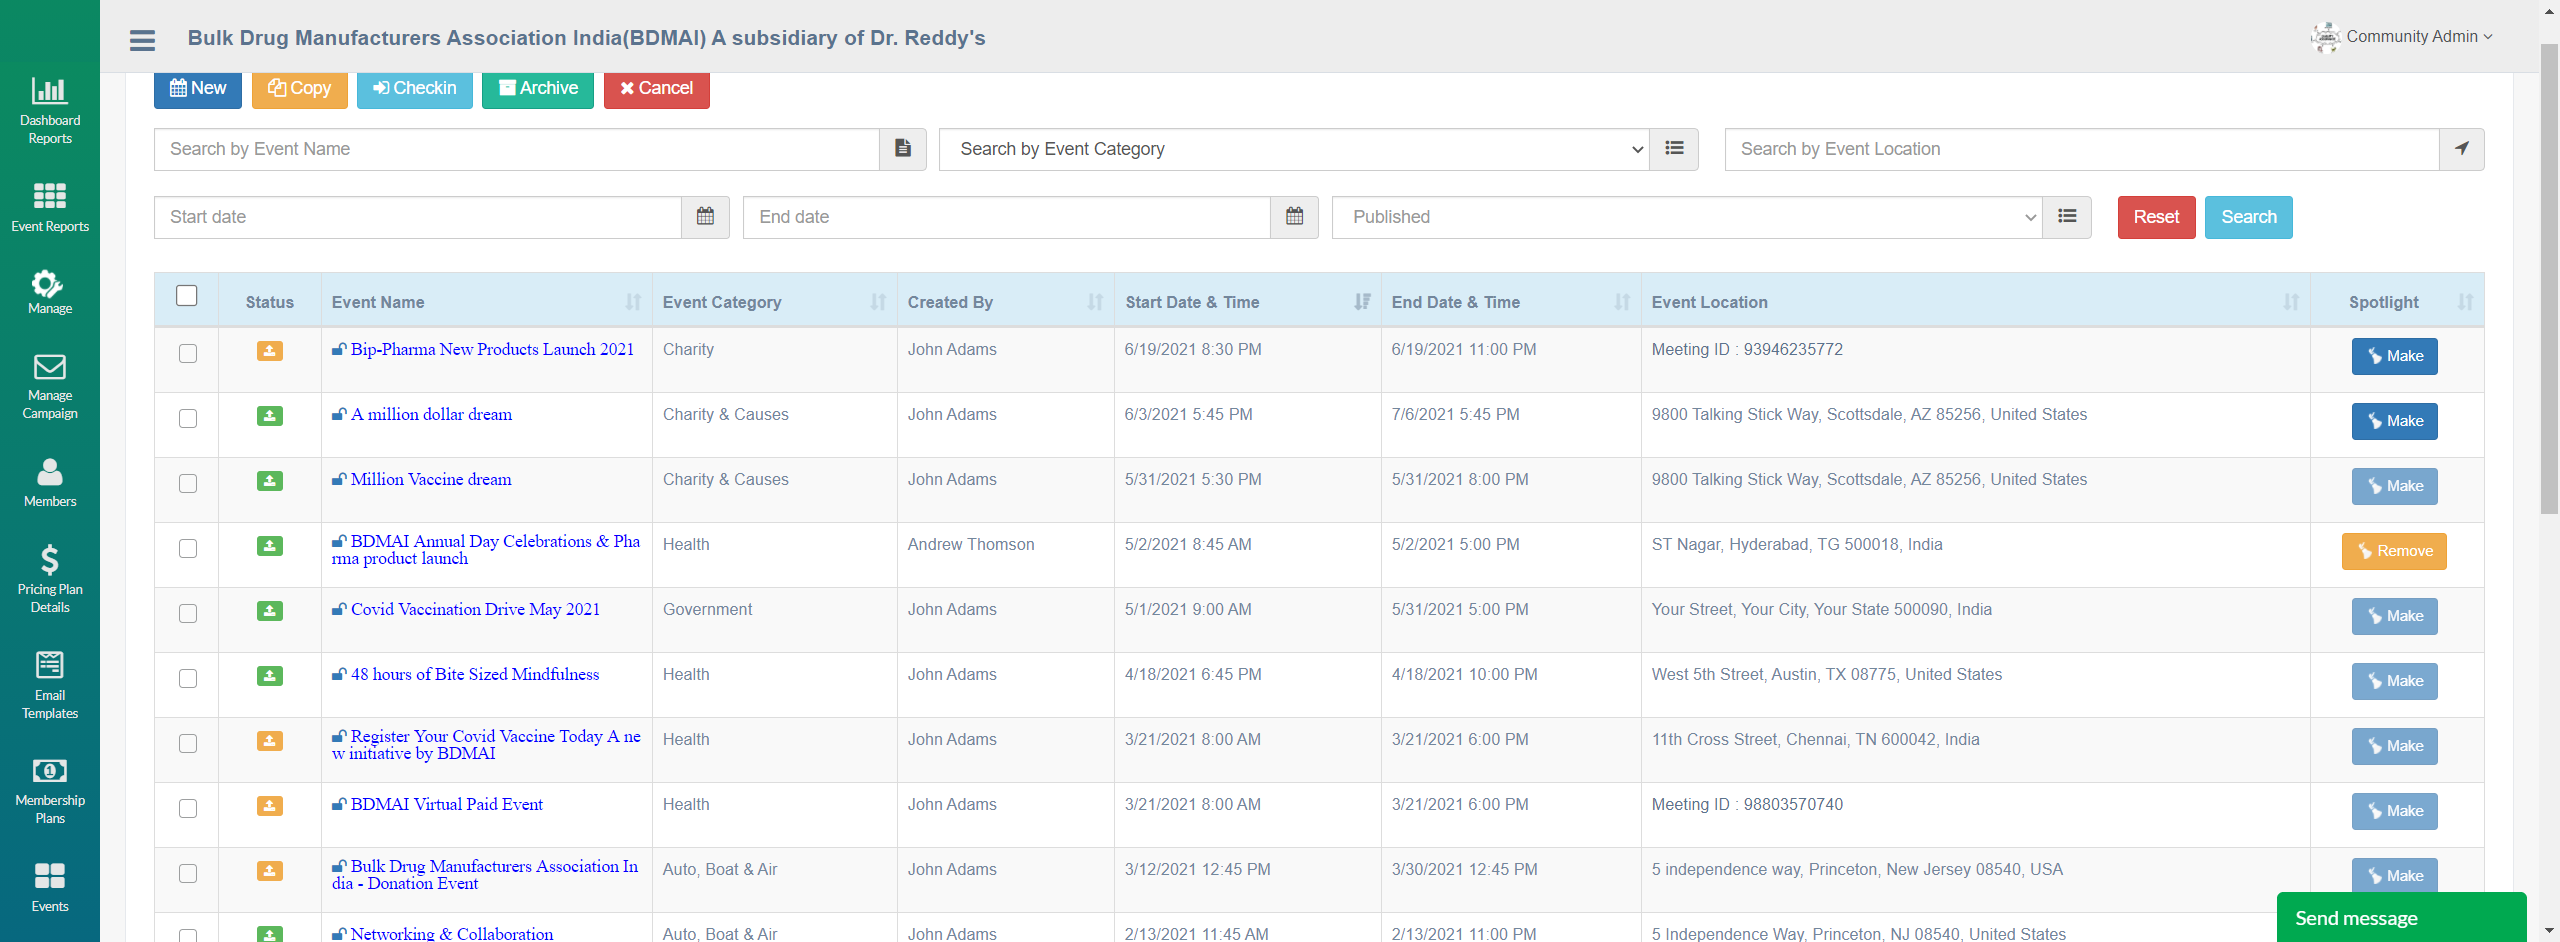 Bulk Drug Manufacturers Association India(BDMAI) A subsidiary of Dr. Reddy's
Community Admin
Dashboard
Reports
Event Reports
Manage
Manage
Campaign
Members
Pricing Plan
Details
Email
Templates
Membership
Plans
Events
New Copy Checkin Archive Cancel
Search by Event Name Search by Event Category Search by Event Location
Start date End date Published Reset Search
Status Event Name Event Category Created By Start Date & Time End Date & Time Event Location Spotlight
Bip-Pharma New Products Launch 2021 Charity John Adams 6/19/2021 8:30 PM 6/19/2021 11:00 PM Meeting ID : 93946235772 Make
A million dollar dream Charity & Causes John Adams 6/3/2021 5:45 PM 7/6/2021 5:45 PM 9800 Talking Stick Way, Scottsdale, AZ 85256, United States Make
Million Vaccine dream Charity & Causes John Adams 5/31/2021 5:30 PM 5/31/2021 8:00 PM 9800 Talking Stick Way, Scottsdale, AZ 85256, United States Make
BDMAI Annual Day Celebrations & Pha
rma product launch Health Andrew Thomson 5/2/2021 8:45 AM 5/2/2021 5:00 PM ST Nagar, Hyderabad, TG 500018, India Remove
Covid Vaccination Drive May 2021 Government John Adams 5/1/2021 9:00 AM 5/31/2021 5:00 PM Your Street, Your City, Your State 500090, India Make
48 hours of Bite Sized Mindfulness Health John Adams 4/18/2021 6:45 PM 4/18/2021 10:00 PM West 5th Street, Austin, TX 08775, United States Make
Register Your Covid Vaccine Today A ne
w initiative by BDMAI Health John Adams 3/21/2021 8:00 AM 3/21/2021 6:00 PM 11th Cross Street, Chennai, TN 600042, India Make
BDMAI Virtual Paid Event Health John Adams 3/21/2021 8:00 AM 3/21/2021 6:00 PM Meeting ID : 98803570740 Make
Bulk Drug Manufacturers Association In
dia - Donation Event Auto, Boat & Air John Adams 3/12/2021 12:45 PM 3/30/2021 12:45 PM 5 independence way, Princeton, New Jersey 08540, USA Make
Networking & Collaboration Auto, Boat & Air John Adams 2/13/2021 11:45 AM 2/13/2021 11:00 PM 5 Independence Way, Princeton, NJ 08540, United States
Send message